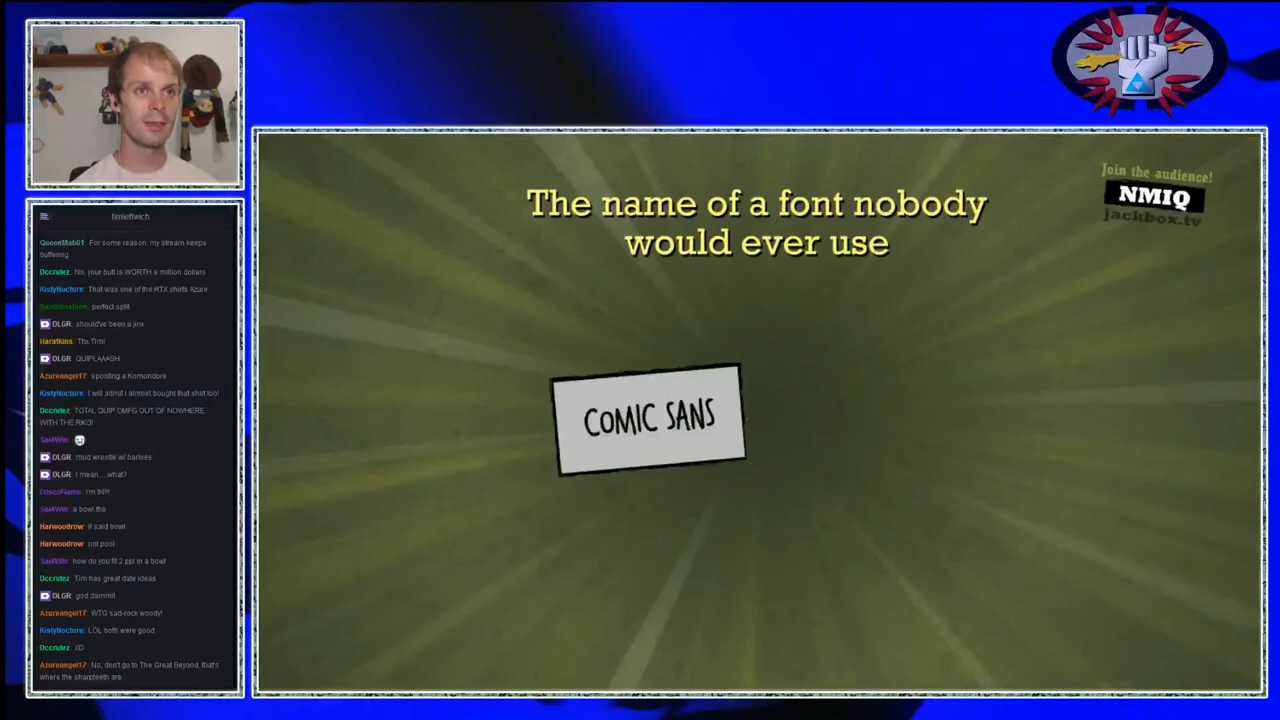 timleftwich
QueenMab01: For some reason, my stream keeps
buffering
Dccrulez: No, your butt is WORTH a million dollars
KistyNocturn: That was one of the RTX shirts Azure
perfect split
DLGR: should've been a jinx
Haratkins: Thx Tim!
DLGR: QUIPLAAASH
Azureangel17: spooling a Komondore
KistyNocturn: I will admit I almost bought that shirt too!
Dccrulez: TOTAL QUIP OMFG OUT OF NOWHERE
WITH THE RKO!
DLGR: mud wrestle w/ barbies
DLGR: I mean....what?
I'm IN!!!
a bowl tho
Harwoodrow: it said bowl
Harwoodrow: not pool
how do you fit 2 ppl in a bowl
Dccrulez: Tim has great date ideas
DLGR: god dammit
Azureangel17: WTG sad-rock woody!
KistyNocturn: LOL both were good
Dccrulez: XD
Azureangel17: No, don't go to The Great Beyond, that's
where the sharpteeth are.
Join the audience!
NMIQ
jackbox.tv
The name of a font nobody
would ever use
COMIC SANS